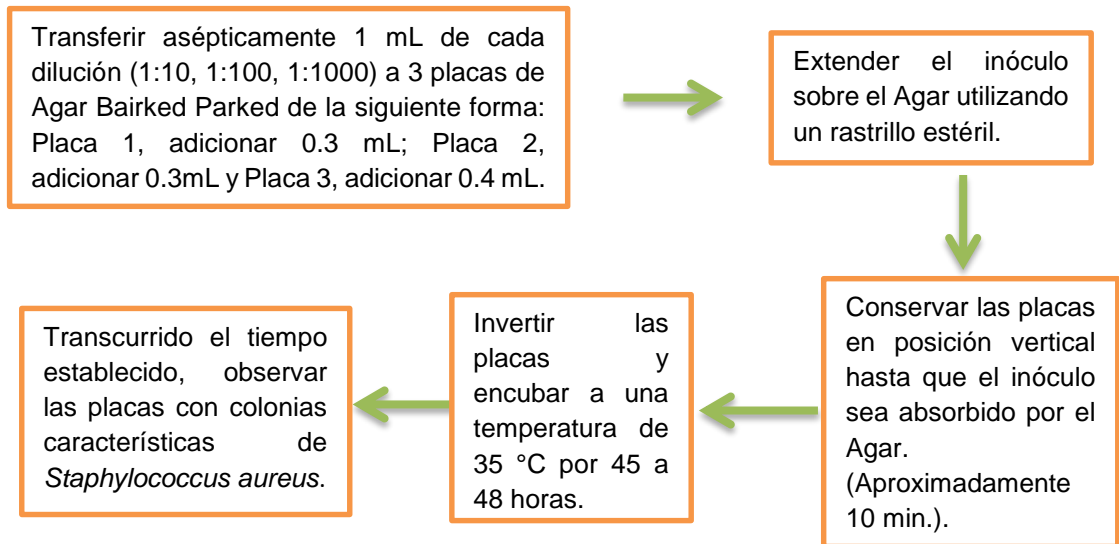 Transferir asépticamente 1 mL de cada
dilución (1:10, 1:100, 1:1000) a 3 placas de
Agar Bairked Parked de la siguiente forma:
Placa 1, adicionar 0.3 mL; Placa 2,
adicionar 0.3mL y Placa 3, adicionar 0.4 mL.
Extender el inóculo
sobre el Agar utilizando
un rastrillo estéril.
Conservar las placas
en posición vertical
hasta que el inóculo
sea absorbido por el
Agar.
(Aproximadamente
10 min.).
Invertir las
placas y
encubar a una
temperatura de
35 °C por 45 a
48 horas.
Transcurrido el tiempo
establecido, observar
las placas con colonias
características de
Staphylococcus aureus.